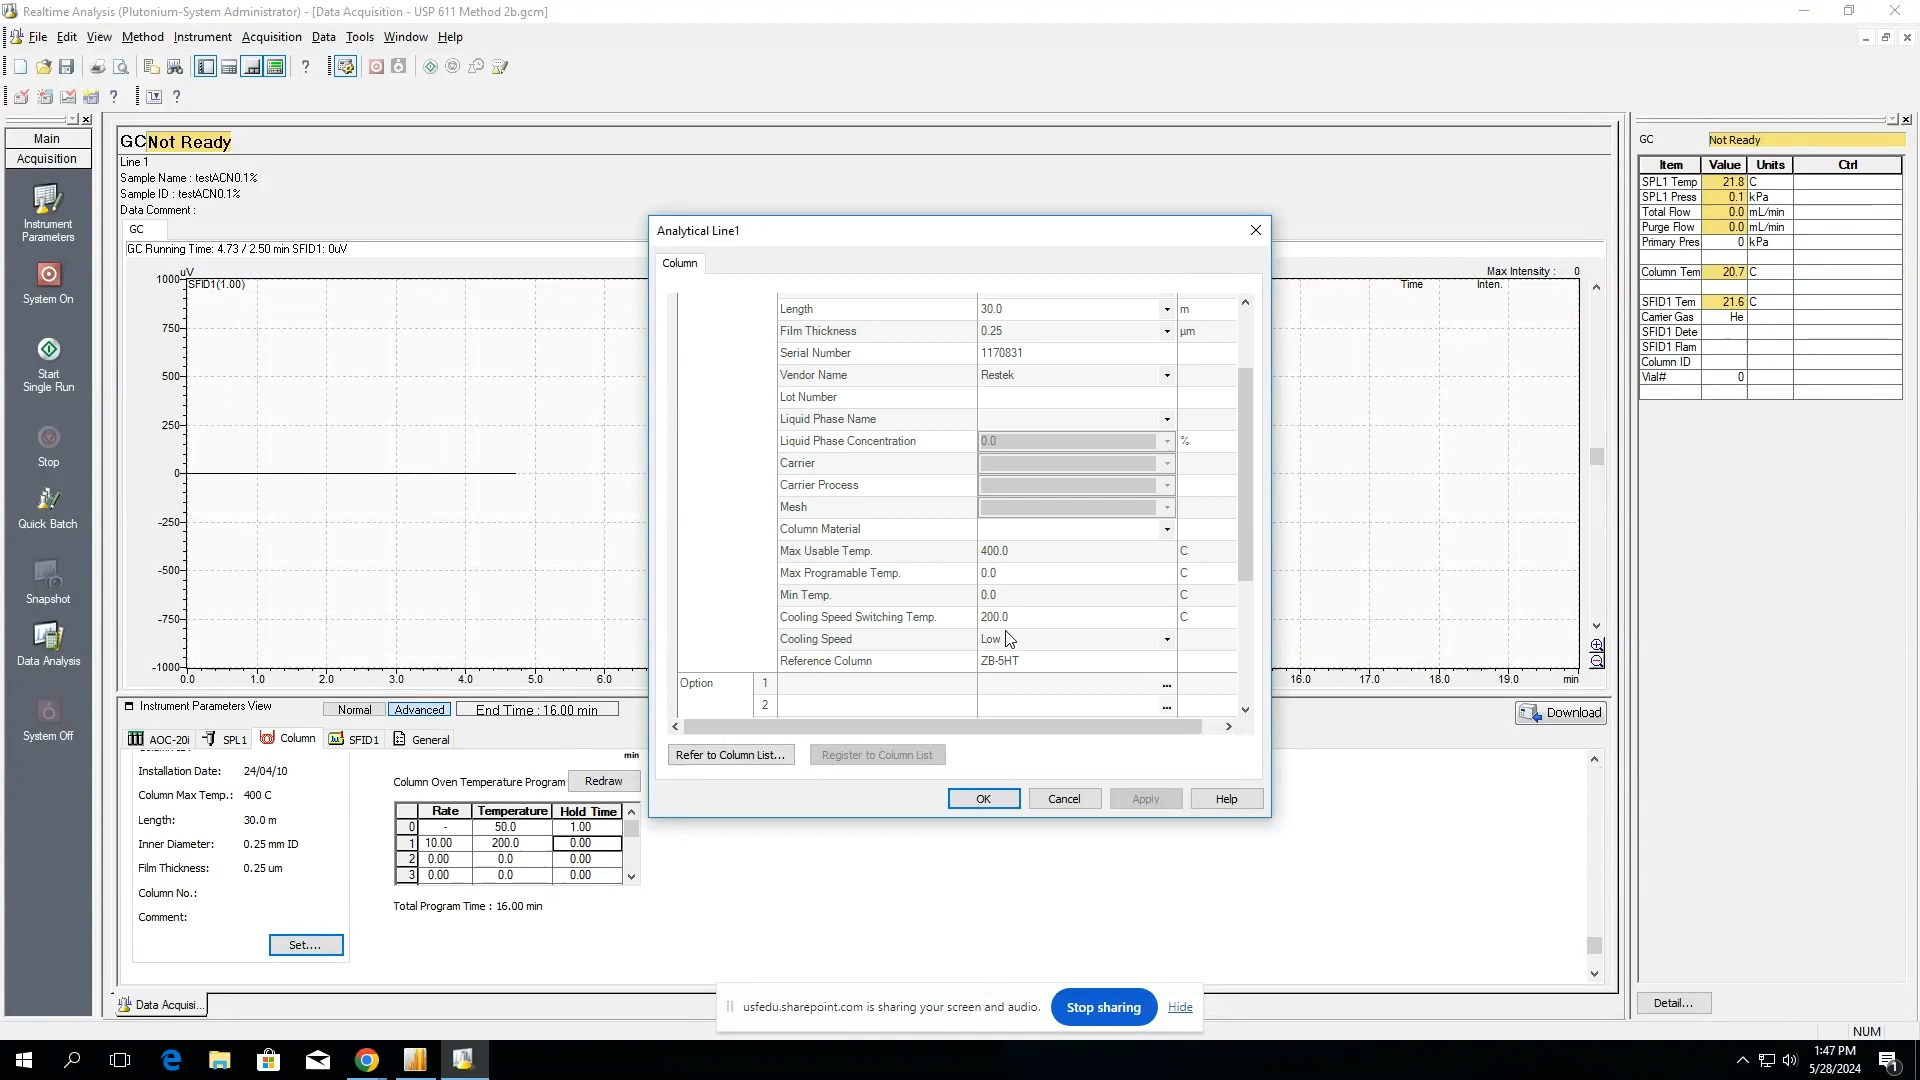 Realtime Analysis (Plutonium-System Administrator) - [Data Acquisition - USP 611 Method 2b.gcm]
File Edit View Method Instrument Acquisition Data Tools Window Help
Main
Acquisition
Instrument
Parameters
System On
Start
Single Run
Stop
Quick Batch
Snapshot
Data Analysis
System Off
GC Not Ready
Line 1
Sample Name : testACN0.1%
Sample ID : testACN0.1%
Data Comment :
GC
GC Running Time: 4.73 / 2.50 min SFID1: 0uV
uV
SFID1(1.00)
Max Intensity : 0
Time Inten.
1000
750
500
250
0
-250
-500
-750
-1000
0.0 1.0 2.0 3.0 4.0 5.0 6.0 16.0 17.0 18.0 19.0 min
Analytical Line1
Column
Length 30.0 m
Film Thickness 0.25 µm
Serial Number 1170831
Vendor Name Restek
Lot Number
Liquid Phase Name
Liquid Phase Concentration 0.0 %
Carrier
Carrier Process
Mesh
Column Material
Max Usable Temp. 400.0 C
Max Programable Temp. 0.0 C
Min Temp. 0.0 C
Cooling Speed Switching Temp. 200.0 C
Cooling Speed Low
Reference Column ZB-5HT
Option 1 ...
2 ...
Refer to Column List... Register to Column List
OK Cancel Apply Help
Instrument Parameters View Normal Advanced End Time : 16.00 min Download
AOC-20i SPL1 Column SFID1 General
min
Installation Date: 24/04/10
Column Max Temp.: 400 C
Length: 30.0 m
Inner Diameter: 0.25 mm ID
Film Thickness: 0.25 um
Column No.:
Comment:
Set....
Column Oven Temperature Program Redraw
Rate Temperature Hold Time
0 - 50.0 1.00
1 10.00 200.0 0.00
2 0.00 0.0 0.00
3 0.00 0.0 0.00
Total Program Time : 16.00 min
Data Acquisi...
GC Not Ready
Item Value Units Ctrl
SPL1 Temp 21.8 C
SPL1 Press 0.1 kPa
Total Flow 0.0 mL/min
Purge Flow 0.0 mL/min
Primary Pres 0 kPa
Column Tem 20.7 C
SFID1 Tem 21.6 C
Carrier Gas He
SFID1 Dete
SFID1 Flam
Column ID
Vial# 0
Detail...
usfedu.sharepoint.com is sharing your screen and audio. Stop sharing Hide
NUM
1:47 PM
5/28/2024
1